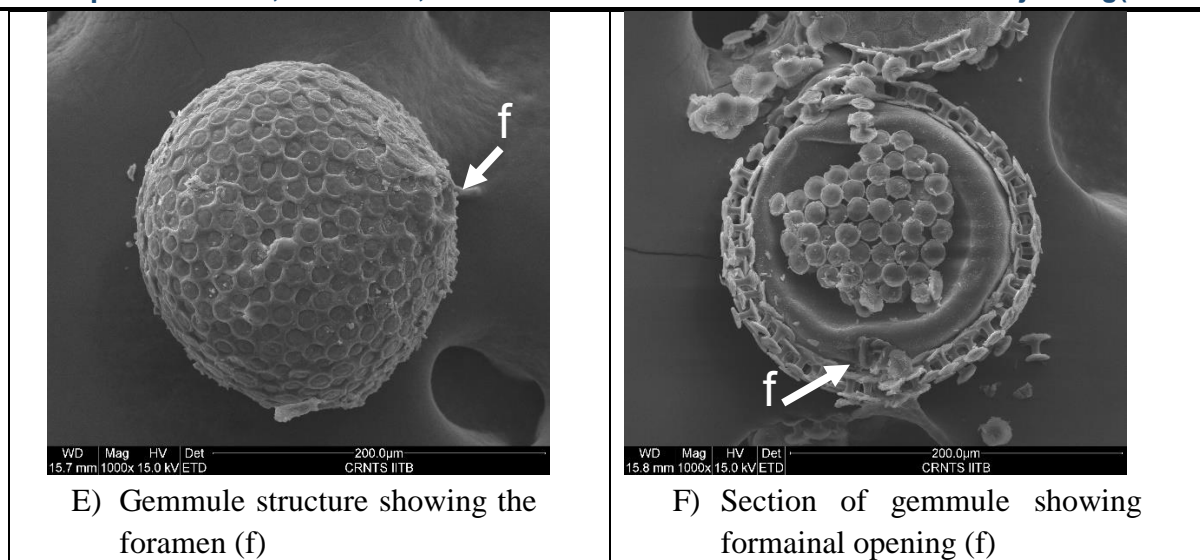 f
f
WD Mag HV Det 200.0µm
15.7 mm 1000x 15.0 kV ETD CRNTS IITB
WD Mag HV Det 200.0µm
15.8 mm 1000x 15.0 kV ETD CRNTS IITB
E) Gemmule structure showing the
foramen (f)
F) Section of gemmule showing
formainal opening (f)